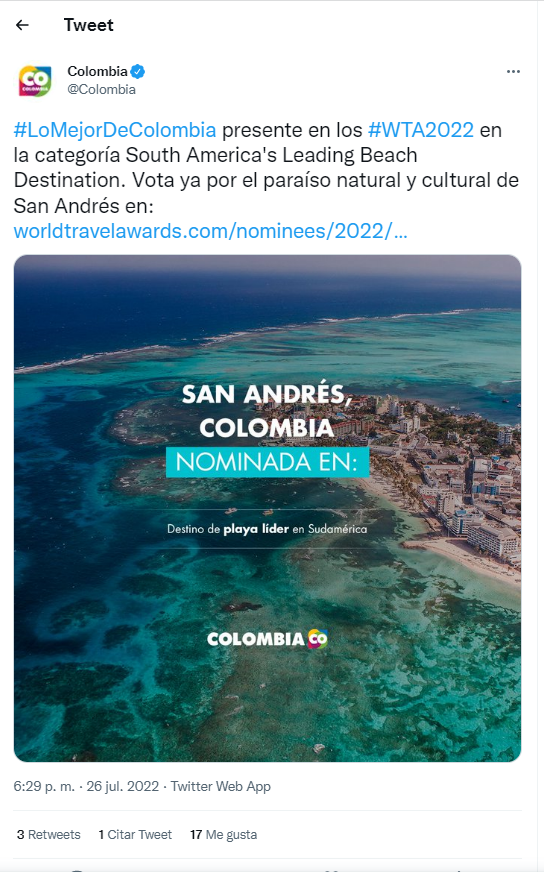 Tweet
CO
COLOMBIA
Colombia
@Colombia
#LoMejorDeColombia presente en los #WTA2022 en
la categoría South America's Leading Beach
Destination. Vota ya por el paraíso natural y cultural de
San Andrés en:
worldtravelawards.com/nominees/2022/…
SAN ANDRÉS,
COLOMBIA
NOMINADA EN:
Destino de playa líder en Sudamérica
COLOMBIA CO
6:29 p. m. · 26 jul. 2022 · Twitter Web App
3 Retweets 1 Citar Tweet 17 Me gusta